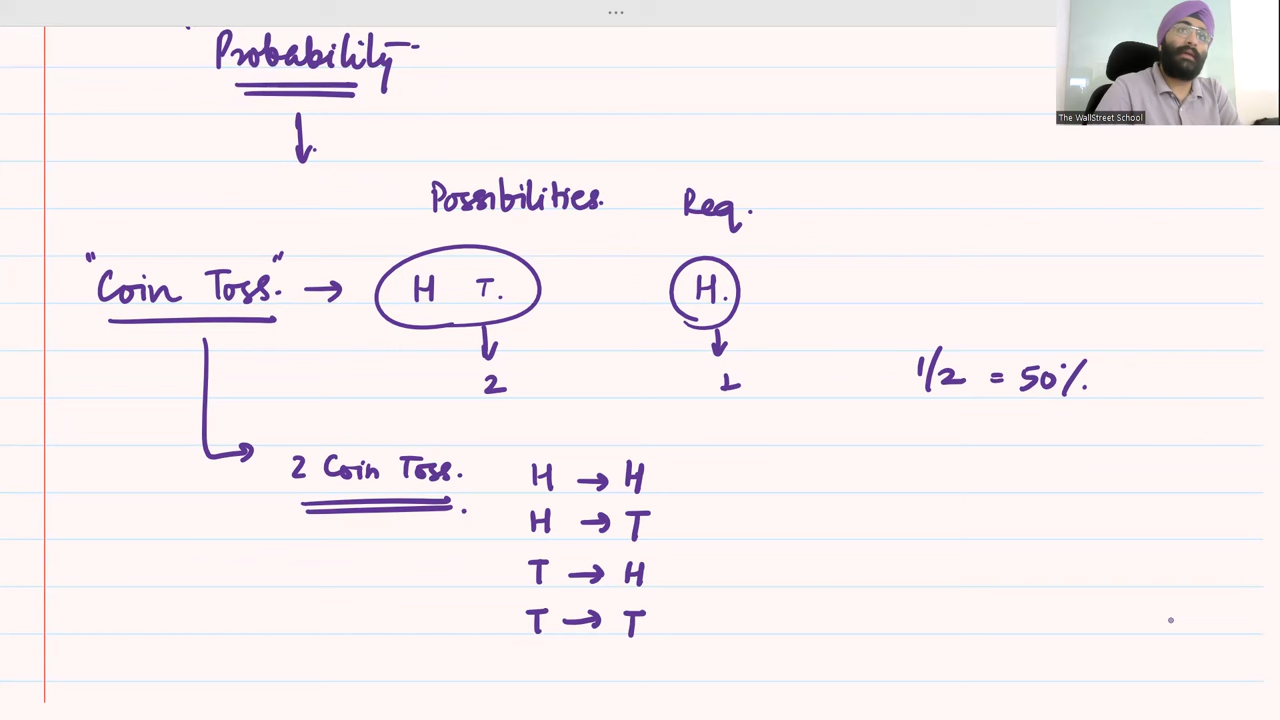 Probability
The WallStreet School
Possibilities. Req.
"Coin Toss." → H T. H.
2 1
1/2 = 50%.
2 Coin Toss. H → H
H → T
T → H
T → T